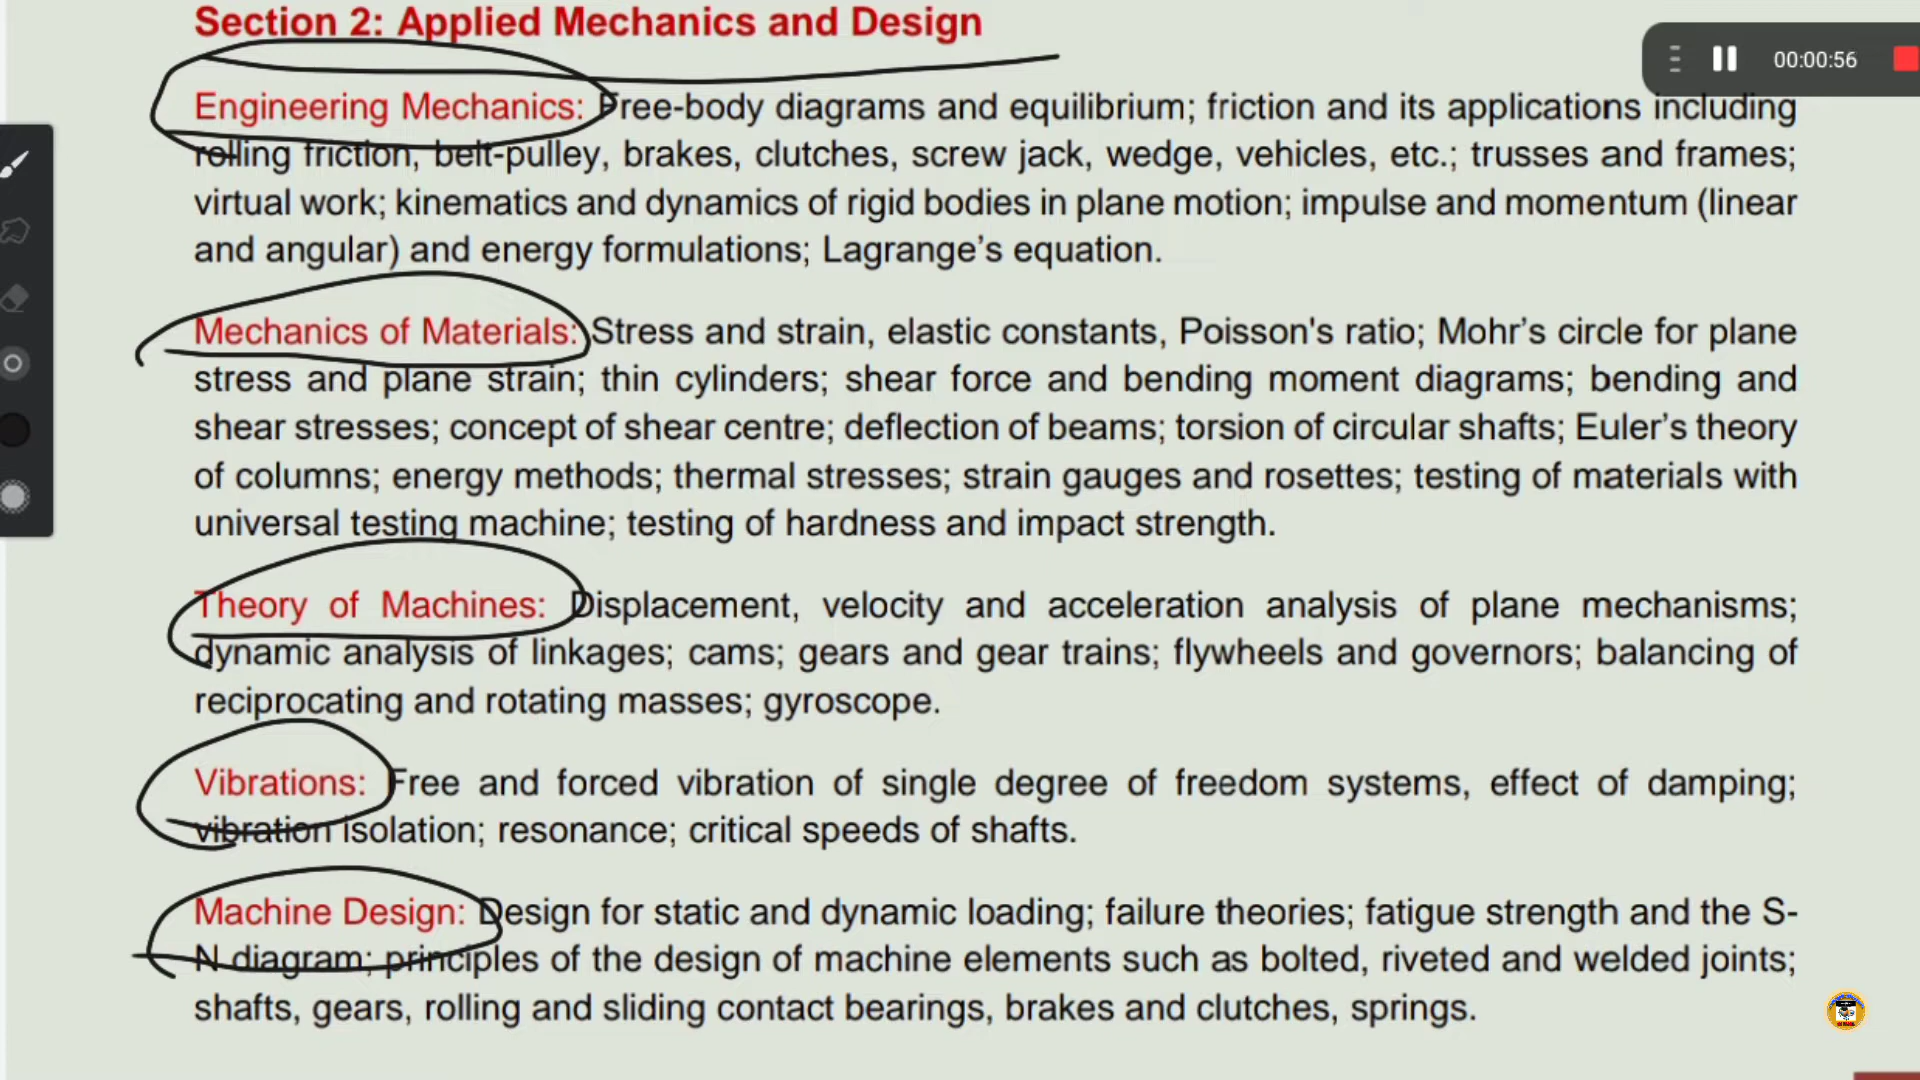 Section 2: Applied Mechanics and Design
00:00:56
Engineering Mechanics: Free-body diagrams and equilibrium; friction and its applications including
rolling friction, belt-pulley, brakes, clutches, screw jack, wedge, vehicles, etc.; trusses and frames;
virtual work; kinematics and dynamics of rigid bodies in plane motion; impulse and momentum (linear
and angular) and energy formulations; Lagrange’s equation.
Mechanics of Materials: Stress and strain, elastic constants, Poisson's ratio; Mohr’s circle for plane
stress and plane strain; thin cylinders; shear force and bending moment diagrams; bending and
shear stresses; concept of shear centre; deflection of beams; torsion of circular shafts; Euler’s theory
of columns; energy methods; thermal stresses; strain gauges and rosettes; testing of materials with
universal testing machine; testing of hardness and impact strength.
Theory of Machines: Displacement, velocity and acceleration analysis of plane mechanisms;
dynamic analysis of linkages; cams; gears and gear trains; flywheels and governors; balancing of
reciprocating and rotating masses; gyroscope.
Vibrations: Free and forced vibration of single degree of freedom systems, effect of damping;
vibration isolation; resonance; critical speeds of shafts.
Machine Design: Design for static and dynamic loading; failure theories; fatigue strength and the S-
N diagram; principles of the design of machine elements such as bolted, riveted and welded joints;
shafts, gears, rolling and sliding contact bearings, brakes and clutches, springs.